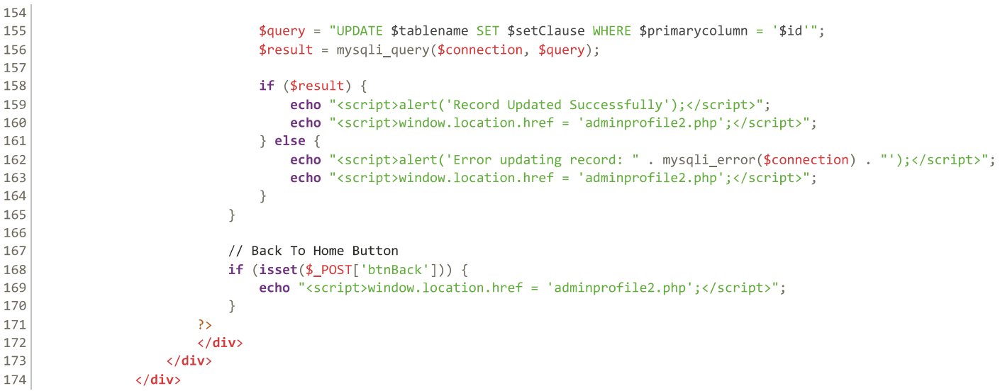 154
155 $query = "UPDATE $tablename SET $setClause WHERE $primarycolumn = '$id'";
156 $result = mysqli_query($connection, $query);
157
158 if ($result) {
159 echo "<script>alert('Record Updated Successfully');</script>";
160 echo "<script>window.location.href = 'adminprofile2.php';</script>";
161 } else {
162 echo "<script>alert('Error updating record: " . mysqli_error($connection) . "');</script>";
163 echo "<script>window.location.href = 'adminprofile2.php';</script>";
164 }
165 }
166
167 // Back To Home Button
168 if (isset($_POST['btnBack'])) {
169 echo "<script>window.location.href = 'adminprofile2.php';</script>";
170 }
171 ?>
172 </div>
173 </div>
174 </div>